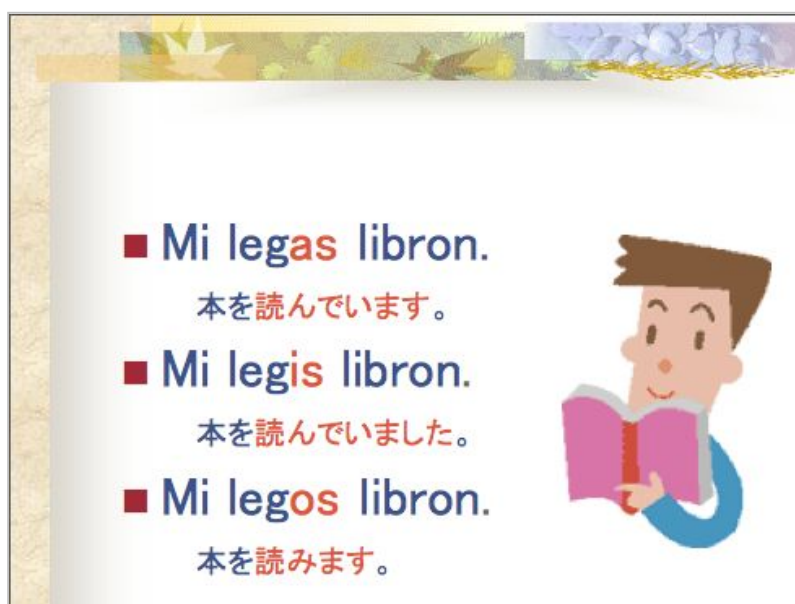 Mi legas libron.
本を読んでいます。
Mi legis libron.
本を読んでいました。
Mi legos libron.
本を読みます。